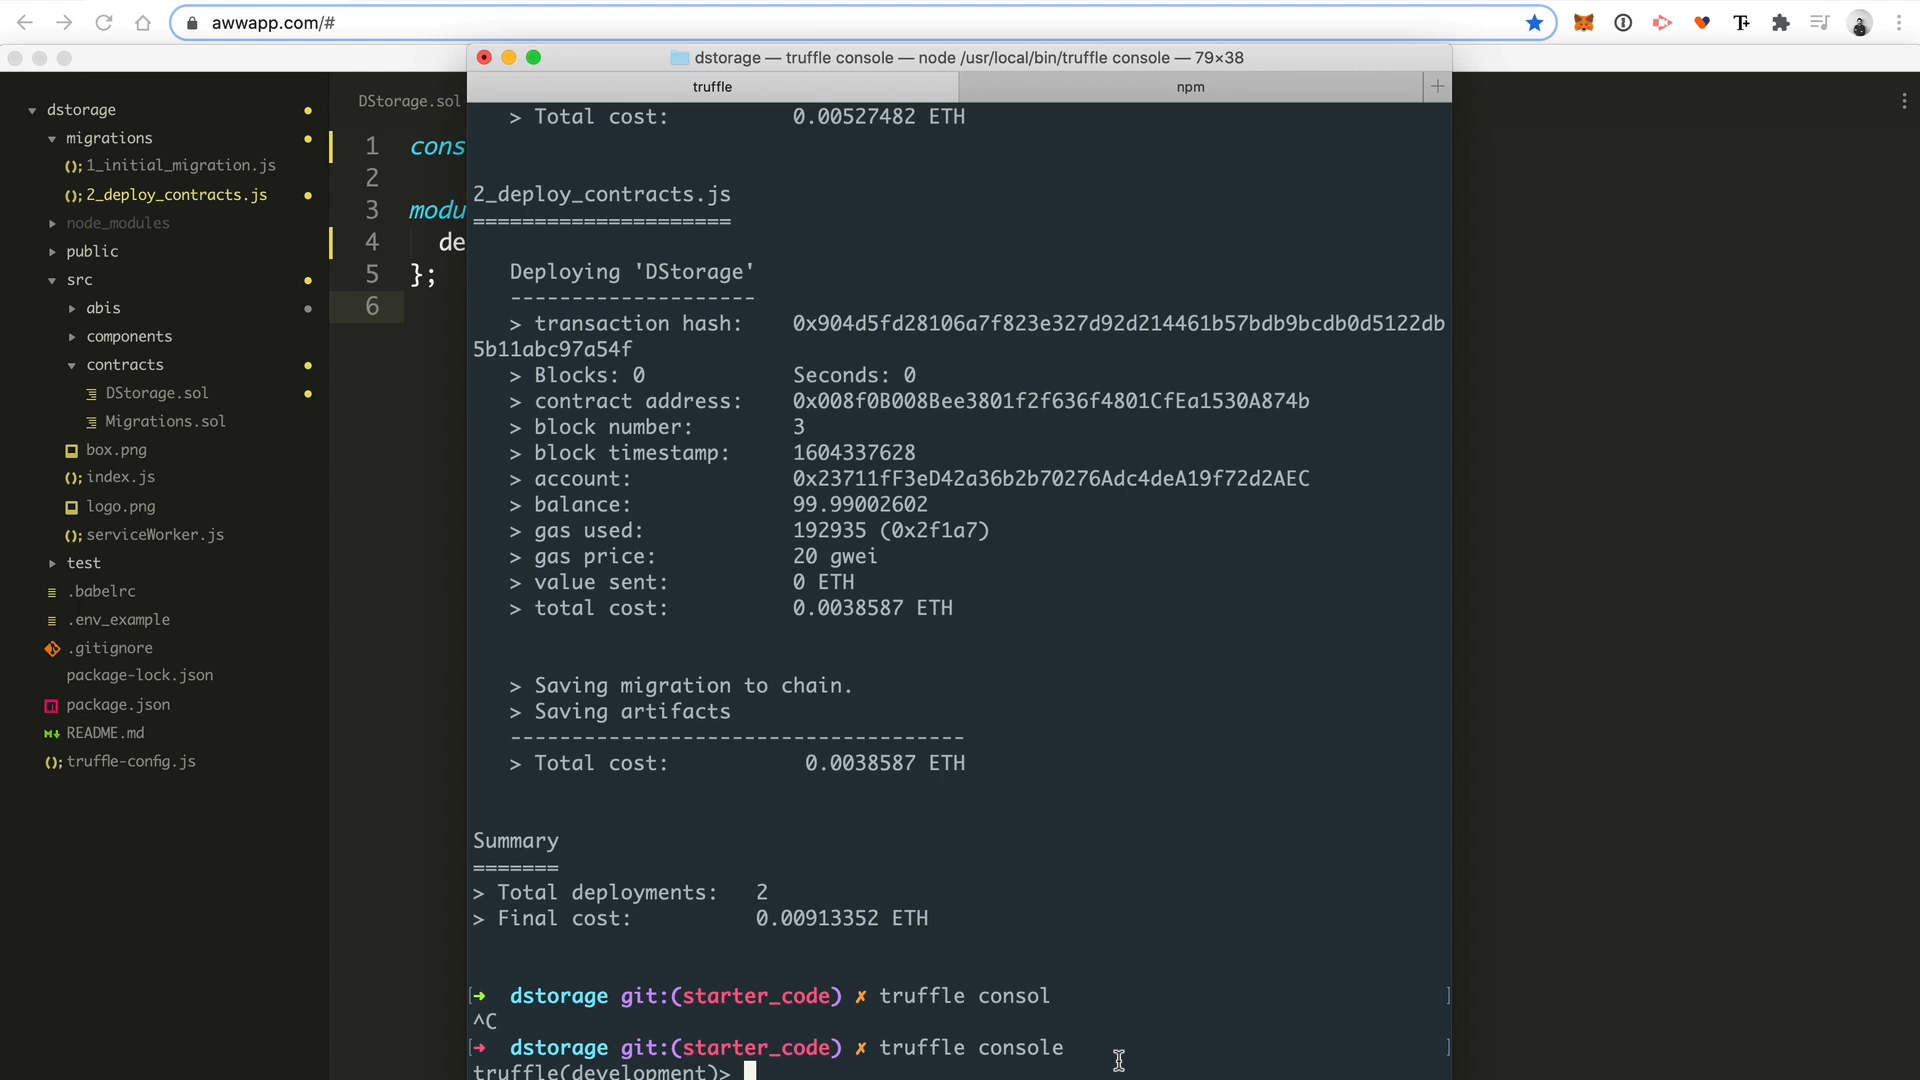 awwapp.com/#
dstorage — truffle console — node /usr/local/bin/truffle console — 79×38
truffle
npm
dstorage
migrations
1_initial_migration.js
2_deploy_contracts.js
node_modules
public
src
abis
components
contracts
DStorage.sol
Migrations.sol
box.png
index.js
logo.png
serviceWorker.js
test
.babelrc
.env_example
.gitignore
package-lock.json
package.json
README.md
truffle-config.js
DStorage.sol
1 cons
2
3 modu
4 de
5 };
6
> Total cost: 0.00527482 ETH
2_deploy_contracts.js
=====================
Deploying 'DStorage'
--------------------
> transaction hash: 0x904d5fd28106a7f823e327d92d214461b57bdb9bcdb0d5122db
5b11abc97a54f
> Blocks: 0 Seconds: 0
> contract address: 0x008f0B008Bee3801f2f636f4801CfEa1530A874b
> block number: 3
> block timestamp: 1604337628
> account: 0x23711fF3eD42a36b2b70276Adc4deA19f72d2AEC
> balance: 99.99002602
> gas used: 192935 (0x2f1a7)
> gas price: 20 gwei
> value sent: 0 ETH
> total cost: 0.0038587 ETH
> Saving migration to chain.
> Saving artifacts
-------------------------------------
> Total cost: 0.0038587 ETH
Summary
=======
> Total deployments: 2
> Final cost: 0.00913352 ETH
[➜ dstorage git:(starter_code) ✗ truffle consol ]
^C
[➜ dstorage git:(starter_code) ✗ truffle console ]
truffle(development)>